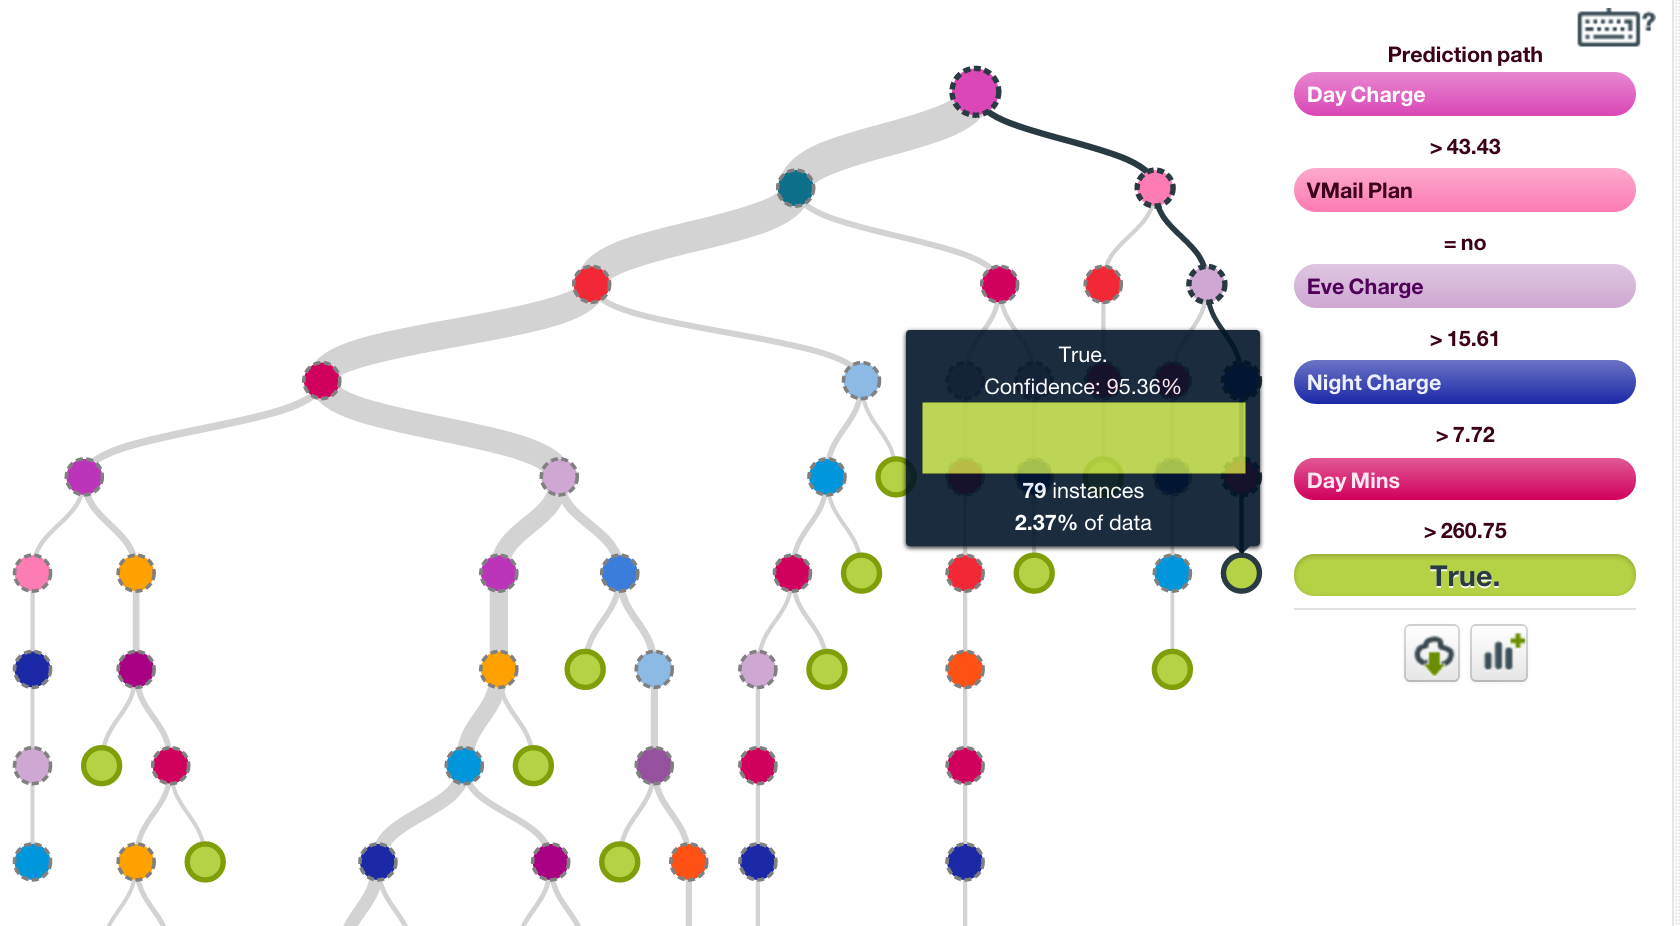 ?
Prediction path
Day Charge
> 43.43
VMail Plan
= no
Eve Charge
> 15.61
Night Charge
> 7.72
Day Mins
> 260.75
True.
True.
Confidence: 95.36%
79 instances
2.37% of data